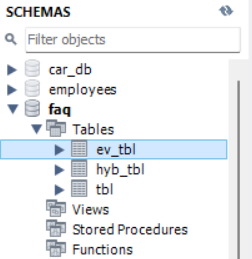 SCHEMAS
Filter objects
car_db
employees
faq
Tables
ev_tbl
hyb_tbl
tbl
Views
Stored Procedures
Functions